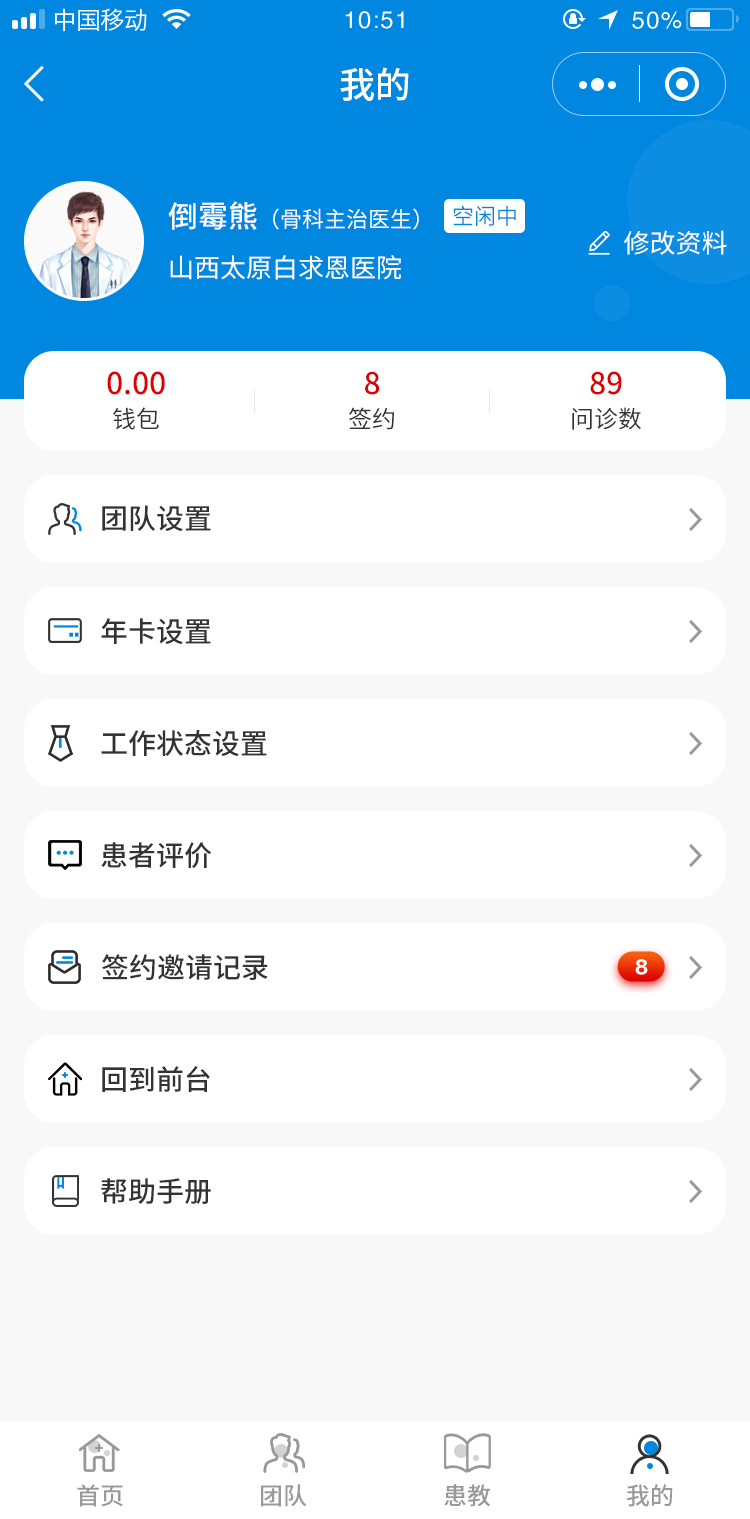 中国移动 10:51 50%
我的
倒霉熊（骨科主治医生） 空闲中
山西太原白求恩医院
修改资料
0.00 8 89
钱包 签约 问诊数
团队设置
年卡设置
工作状态设置
患者评价
签约邀请记录 8
回到前台
帮助手册
首页 团队 患教 我的